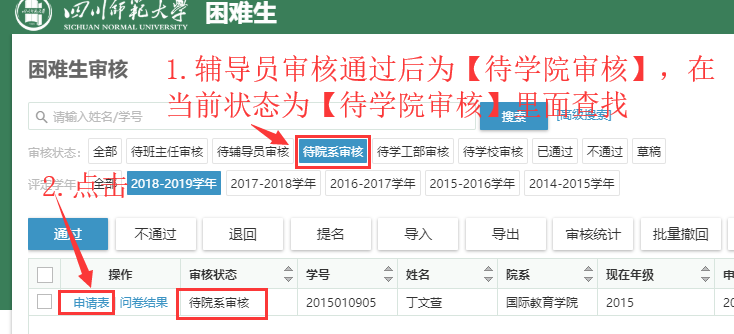 四川师范大学 困难生
SICHUAN NORMAL UNIVERSITY
困难生审核
1.辅导员审核通过后为【待学院审核】，在
当前状态为【待学院审核】里面查找
请输入姓名/学号 搜索 [高级搜索]
审核状态： 全部 待班主任审核 待辅导员审核 待院系审核 待学工部审核 待学校审核 已通过 不通过 草稿
评定学年 全部 2018-2019学年 2017-2018学年 2016-2017学年 2015-2016学年 2014-2015学年
2.点击
通过 不通过 退回 提名 导入 导出 审核统计 批量撤回
操作 审核状态 学号 姓名 院系 现在年级 申
申请表 问卷结果 待院系审核 2015010905 丁文萱 国际教育学院 2015 20